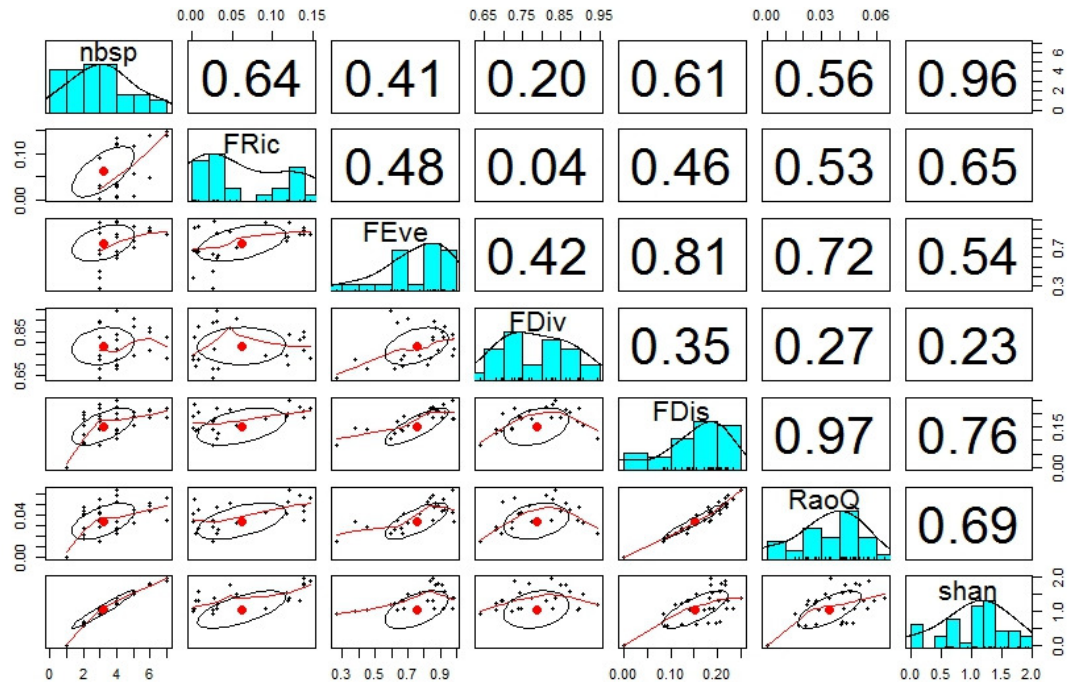 0.00 0.05 0.10 0.15 0.65 0.75 0.85 0.95 0.00 0.03 0.06
nbsp 0.64 0.41 0.20 0.61 0.56 0.96 0 2 4 6
0.00 0.10 FRic 0.48 0.04 0.46 0.53 0.65
FEve 0.42 0.81 0.72 0.54 0.3 0.7
0.65 0.85 FDiv 0.35 0.27 0.23
FDis 0.97 0.76 0.00 0.15
0.00 0.04 RaoQ 0.69
shan 0.0 1.0 2.0
0 2 4 6 0.3 0.5 0.7 0.9 0.00 0.10 0.20 0.0 0.5 1.0 1.5 2.0